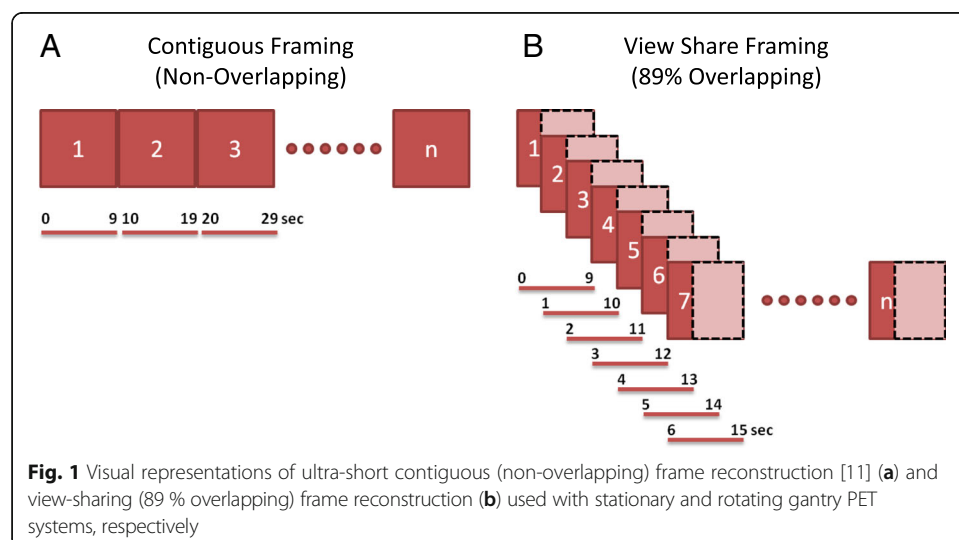 A
Contiguous Framing
(Non-Overlapping)
1 2 3 n
0 9 10 19 20 29 sec
B
View Share Framing
(89% Overlapping)
1
2
3
4
5
6
7 n
0 9
1 10
2 11
3 12
4 13
5 14
6 15 sec
Fig. 1 Visual representations of ultra-short contiguous (non-overlapping) frame reconstruction [11] (a) and
view-sharing (89 % overlapping) frame reconstruction (b) used with stationary and rotating gantry PET
systems, respectively